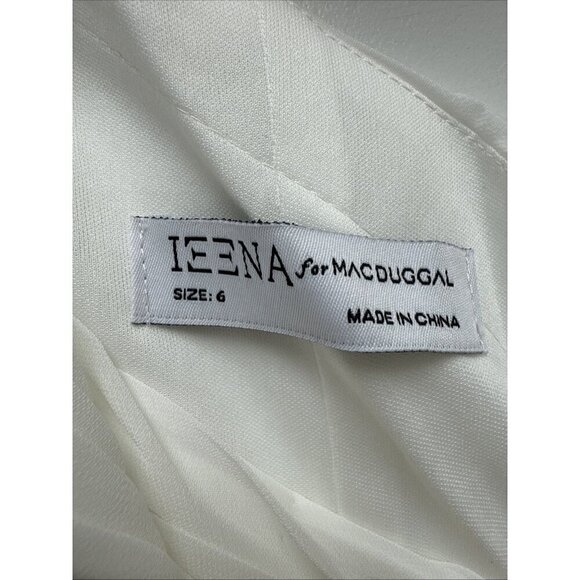 IEENA for MACDUGGAL
SIZE: 6
MADE IN CHINA